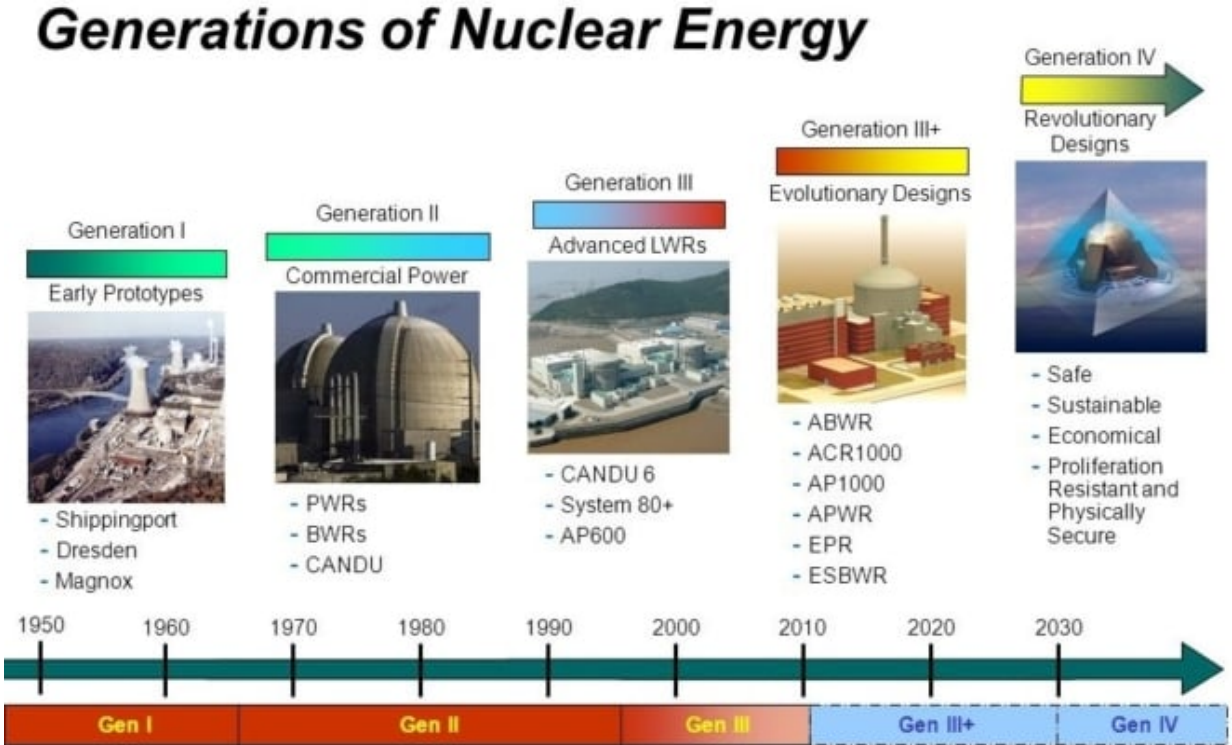 Generations of Nuclear Energy
Generation I
Early Prototypes
- Shippingport
- Dresden
- Magnox
Generation II
Commercial Power
- PWRs
- BWRs
- CANDU
Generation III
Advanced LWRs
- CANDU 6
- System 80+
- AP600
Generation III+
Evolutionary Designs
- ABWR
- ACR1000
- AP1000
- APWR
- EPR
- ESBWR
Generation IV
Revolutionary
Designs
- Safe
- Sustainable
- Economical
- Proliferation
Resistant and
Physically
Secure
1950 1960 1970 1980 1990 2000 2010 2020 2030
Gen I Gen II Gen III Gen III+ Gen IV